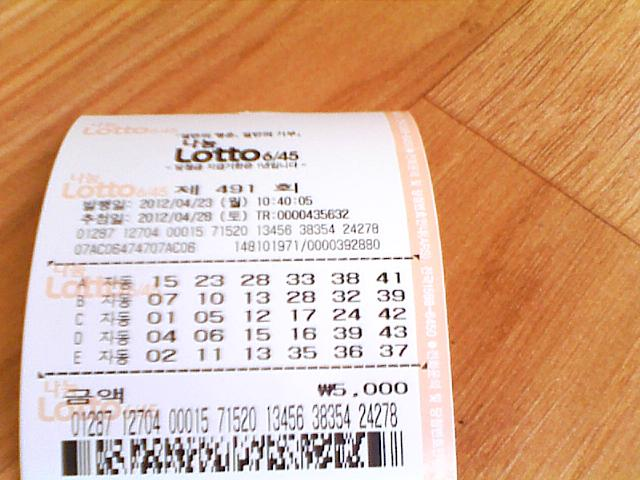 나눔
Lotto 6/45
제 491 회
발행일: 2012/04/23 (월) 10:40:05
추첨일: 2012/04/28 (토) TR:0000435632
01287 12704 00015 71520 13456 38354 24278
07AC06474707AC06 148101971/0000392880
A 자동 15 23 28 33 38 41
B 자동 07 10 13 28 32 39
C 자동 01 05 12 17 24 42
D 자동 04 06 15 16 39 43
E 자동 02 11 13 35 36 37
금액 ₩5,000
01287 12704 00015 71520 13456 38354 24278